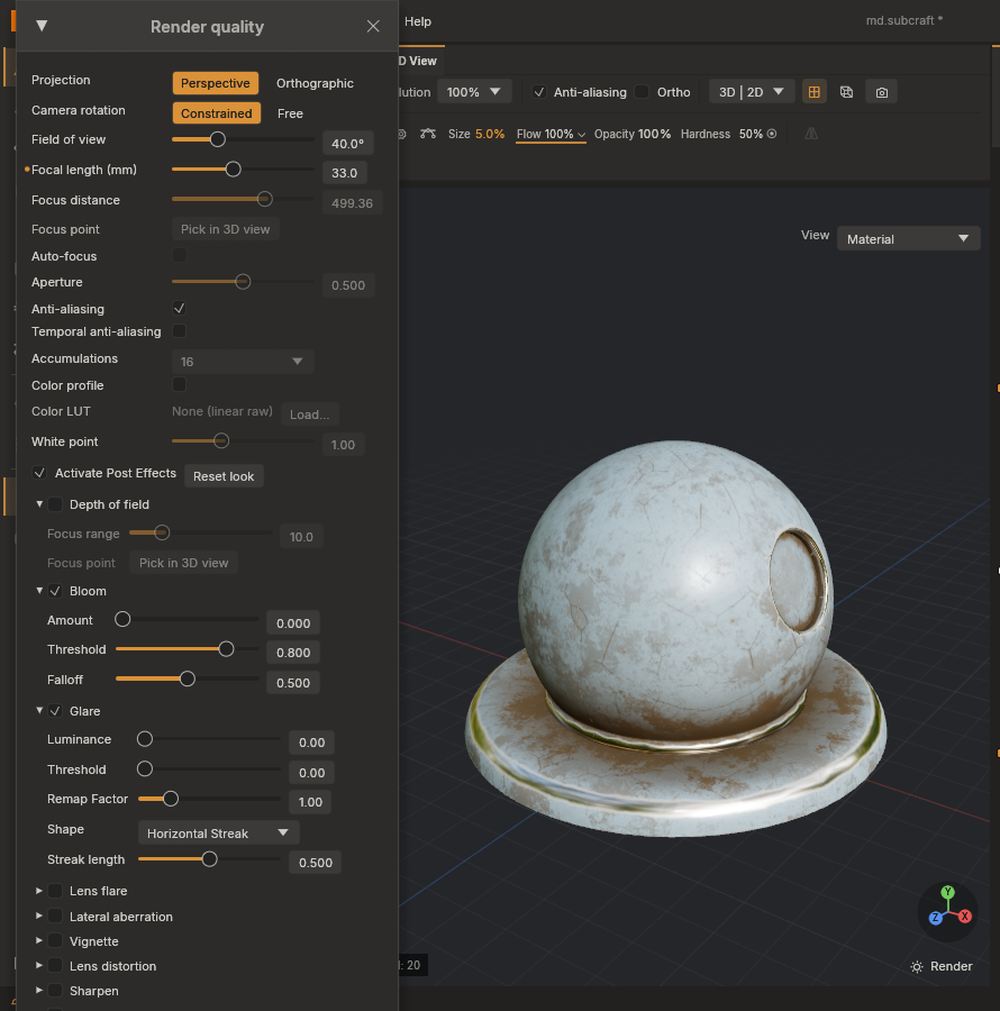 Render quality
Help
md.subcraft *
Projection
Perspective
Orthographic
Camera rotation
Constrained
Free
Field of view
40.0°
Focal length (mm)
33.0
Focus distance
499.36
Focus point
Pick in 3D view
Auto-focus
Aperture
0.500
Anti-aliasing
Temporal anti-aliasing
Accumulations
16
Color profile
Color LUT
None (linear raw)
Load...
White point
1.00
Activate Post Effects
Reset look
Depth of field
Focus range
10.0
Focus point
Pick in 3D view
Bloom
Amount
0.000
Threshold
0.800
Falloff
0.500
Glare
Luminance
0.00
Threshold
0.00
Remap Factor
1.00
Shape
Horizontal Streak
Streak length
0.500
Lens flare
Lateral aberration
Vignette
Lens distortion
Sharpen
D View
lution
100%
Anti-aliasing
Ortho
3D | 2D
Size 5.0%
Flow 100%
Opacity 100%
Hardness 50%
View
Material
Y
Z
X
: 20
Render